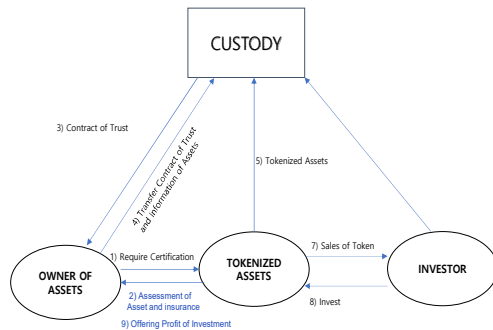 CUSTODY
3) Contract of Trust
4) Transfer Contract of Trust
and Information of Assets
5) Tokenized Assets
1) Require Certification
7) Sales of Token
OWNER OF
ASSETS
TOKENIZED
ASSETS
INVESTOR
2) Assessment of
Asset and insurance
8) Invest
9) Offering Profit of Investment